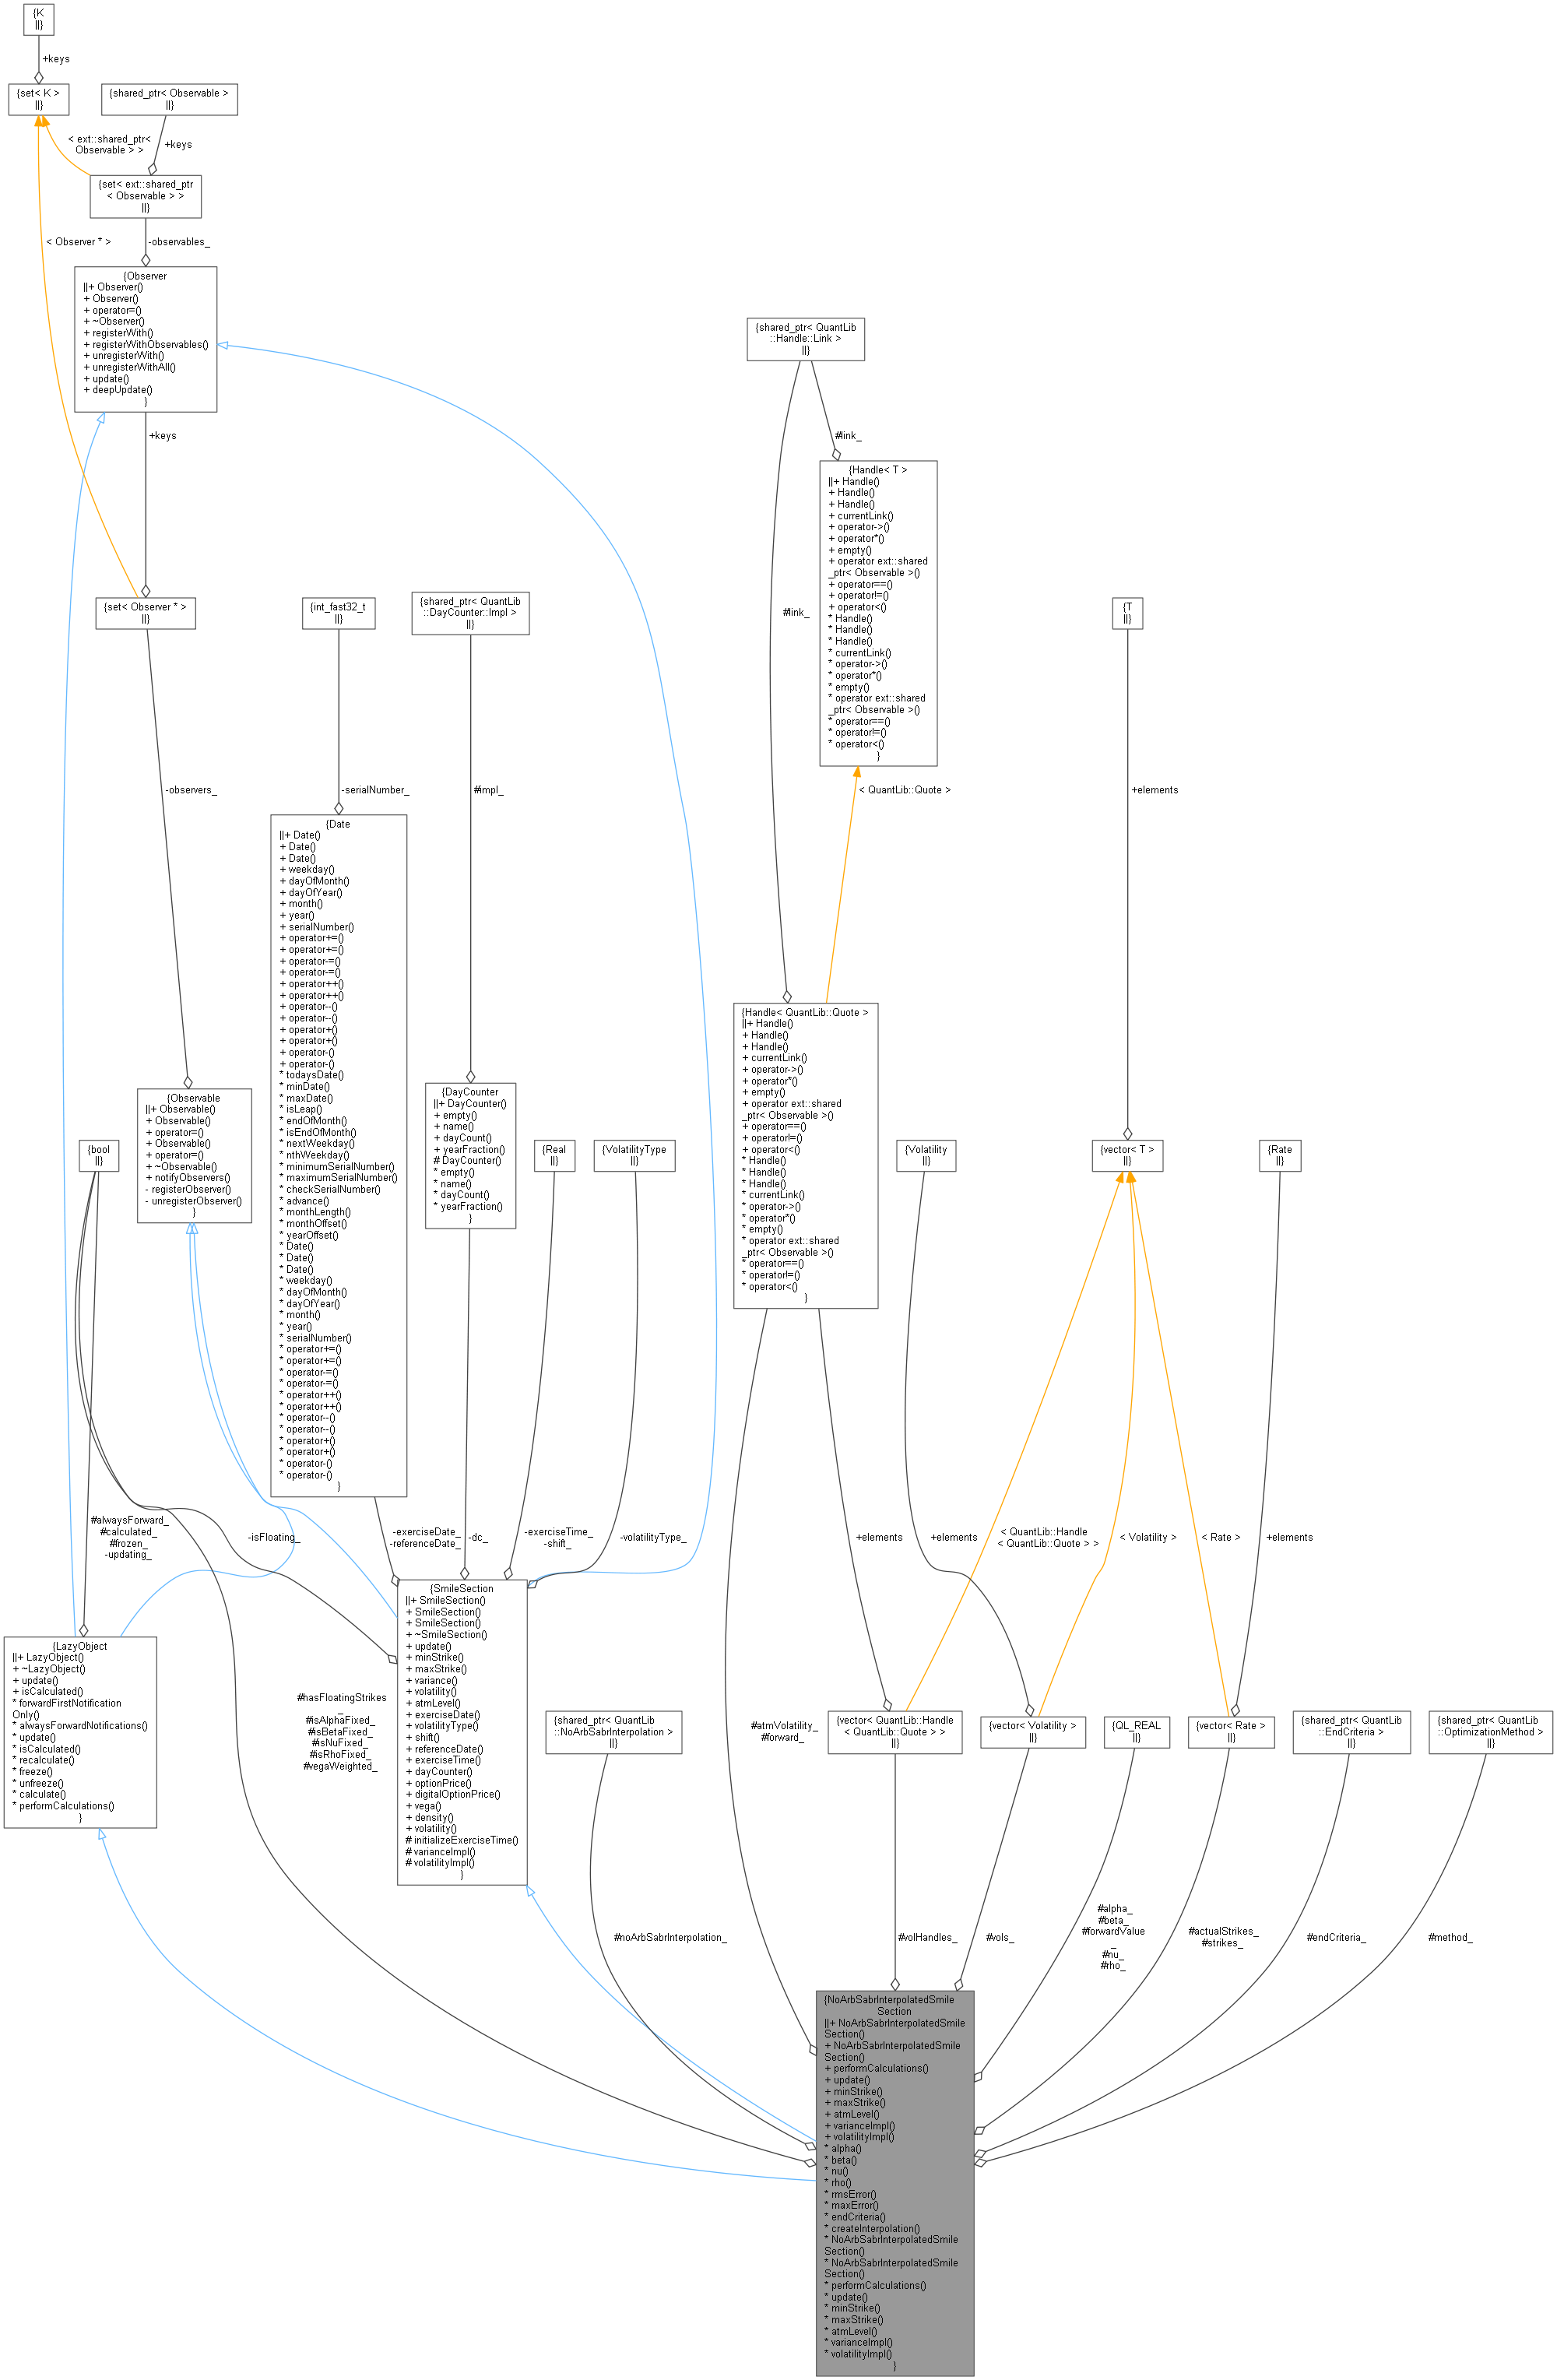 {K
||}
+keys
{set< K >
||}
{shared_ptr< Observable >
||}
< ext::shared_ptr<
Observable > >
+keys
{set< ext::shared_ptr
< Observable > >
||}
< Observer * >
-observables_
{Observer
||+ Observer()
+ Observer()
+ operator=()
+ ~Observer()
+ registerWith()
+ registerWithObservables()
+ unregisterWith()
+ unregisterWithAll()
+ update()
+ deepUpdate()
}
+keys
{set< Observer * >
||}
-observers_
{Observable
||+ Observable()
+ Observable()
+ operator=()
+ Observable()
+ operator=()
+ ~Observable()
+ notifyObservers()
- registerObserver()
- unregisterObserver()
}
{bool
||}
#alwaysForward_
#calculated_
#frozen_
-updating_
{LazyObject
||+ LazyObject()
+ ~LazyObject()
+ update()
+ isCalculated()
* forwardFirstNotification
Only()
* alwaysForwardNotifications()
* update()
* isCalculated()
* recalculate()
* freeze()
* unfreeze()
* calculate()
* performCalculations()
}
{int_fast32_t
||}
-serialNumber_
{Date
||+ Date()
+ Date()
+ Date()
+ weekday()
+ dayOfMonth()
+ dayOfYear()
+ month()
+ year()
+ serialNumber()
+ operator+=()
+ operator+=()
+ operator-=()
+ operator-=()
+ operator++()
+ operator++()
+ operator--()
+ operator--()
+ operator+()
+ operator+()
+ operator-()
+ operator-()
* todaysDate()
* minDate()
* maxDate()
* isLeap()
* endOfMonth()
* isEndOfMonth()
* nextWeekday()
* nthWeekday()
* minimumSerialNumber()
* maximumSerialNumber()
* checkSerialNumber()
* advance()
* monthLength()
* monthOffset()
* yearOffset()
* Date()
* Date()
* Date()
* weekday()
* dayOfMonth()
* dayOfYear()
* month()
* year()
* serialNumber()
* operator+=()
* operator+=()
* operator-=()
* operator-=()
* operator++()
* operator++()
* operator--()
* operator--()
* operator+()
* operator+()
* operator-()
* operator-()
}
{shared_ptr< QuantLib
::DayCounter::Impl >
||}
#impl_
{DayCounter
||+ DayCounter()
+ empty()
+ name()
+ dayCount()
+ yearFraction()
# DayCounter()
* empty()
* name()
* dayCount()
* yearFraction()
}
{Real
||}
{VolatilityType
||}
-isFloating_
-exerciseDate_
-referenceDate_
-dc_
-exerciseTime_
-shift_
-volatilityType_
{SmileSection
||+ SmileSection()
+ SmileSection()
+ SmileSection()
+ ~SmileSection()
+ update()
+ minStrike()
+ maxStrike()
+ variance()
+ volatility()
+ atmLevel()
+ exerciseDate()
+ volatilityType()
+ shift()
+ referenceDate()
+ exerciseTime()
+ dayCounter()
+ optionPrice()
+ digitalOptionPrice()
+ vega()
+ density()
+ volatility()
# initializeExerciseTime()
# varianceImpl()
# volatilityImpl()
}
#hasFloatingStrikes
_
#isAlphaFixed_
#isBetaFixed_
#isNuFixed_
#isRhoFixed_
#vegaWeighted_
{shared_ptr< QuantLib
::NoArbSabrInterpolation >
||}
#noArbSabrInterpolation_
{shared_ptr< QuantLib
::Handle::Link >
||}
#link_
#link_
{Handle< T >
||+ Handle()
+ Handle()
+ Handle()
+ currentLink()
+ operator->()
+ operator*()
+ empty()
+ operator ext::shared
_ptr< Observable >()
+ operator==()
+ operator!=()
+ operator<()
* Handle()
* Handle()
* Handle()
* currentLink()
* operator->()
* operator*()
* empty()
* operator ext::shared
_ptr< Observable >()
* operator==()
* operator!=()
* operator<()
}
< QuantLib::Quote >
{Handle< QuantLib::Quote >
||+ Handle()
+ Handle()
+ Handle()
+ currentLink()
+ operator->()
+ operator*()
+ empty()
+ operator ext::shared
_ptr< Observable >()
+ operator==()
+ operator!=()
+ operator<()
* Handle()
* Handle()
* Handle()
* currentLink()
* operator->()
* operator*()
* empty()
* operator ext::shared
_ptr< Observable >()
* operator==()
* operator!=()
* operator<()
}
{T
||}
+elements
{Volatility
||}
{vector< T >
||}
{Rate
||}
+elements
+elements
< QuantLib::Handle
< QuantLib::Quote > >
< Volatility >
< Rate >
+elements
#atmVolatility_
#forward_
{vector< QuantLib::Handle
< QuantLib::Quote > >
||}
{vector< Volatility >
||}
{QL_REAL
||}
{vector< Rate >
||}
{shared_ptr< QuantLib
::EndCriteria >
||}
{shared_ptr< QuantLib
::OptimizationMethod >
||}
#volHandles_
#vols_
#alpha_
#beta_
#forwardValue
_
#nu_
#rho_
#actualStrikes_
#strikes_
#endCriteria_
#method_
{NoArbSabrInterpolatedSmile
Section
||+ NoArbSabrInterpolatedSmile
Section()
+ NoArbSabrInterpolatedSmile
Section()
+ performCalculations()
+ update()
+ minStrike()
+ maxStrike()
+ atmLevel()
+ varianceImpl()
+ volatilityImpl()
* alpha()
* beta()
* nu()
* rho()
* rmsError()
* maxError()
* endCriteria()
* createInterpolation()
* NoArbSabrInterpolatedSmile
Section()
* NoArbSabrInterpolatedSmile
Section()
* performCalculations()
* update()
* minStrike()
* maxStrike()
* atmLevel()
* varianceImpl()
* volatilityImpl()
}